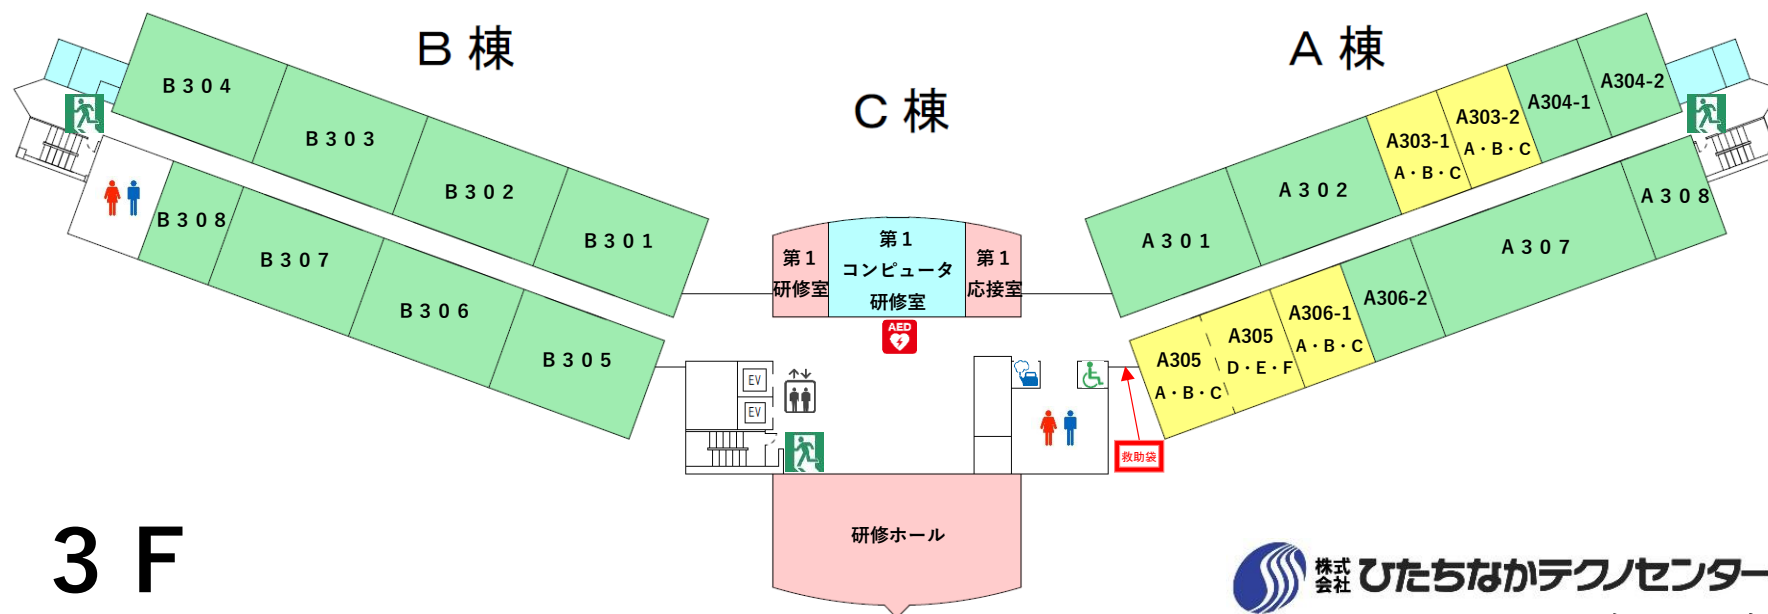 B棟
C棟
A棟
B304
B303
B302
B301
B308
B307
B306
B305
第1
研修室
第1
コンピュータ
研修室
第1
応接室
AED
EV
EV
A301
A302
A303-1
A・B・C
A303-2
A・B・C
A304-1
A304-2
A305
A・B・C
A305
D・E・F
A306-1
A・B・C
A306-2
A307
A308
救助袋
研修ホール
3F
株式
会社
ひたちなかテクノセンター